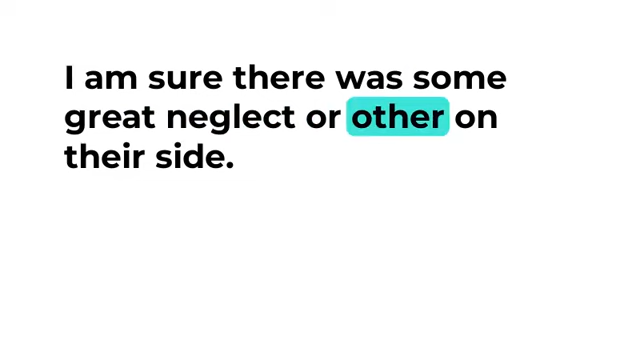 I am sure there was some
great neglect or other on
their side.